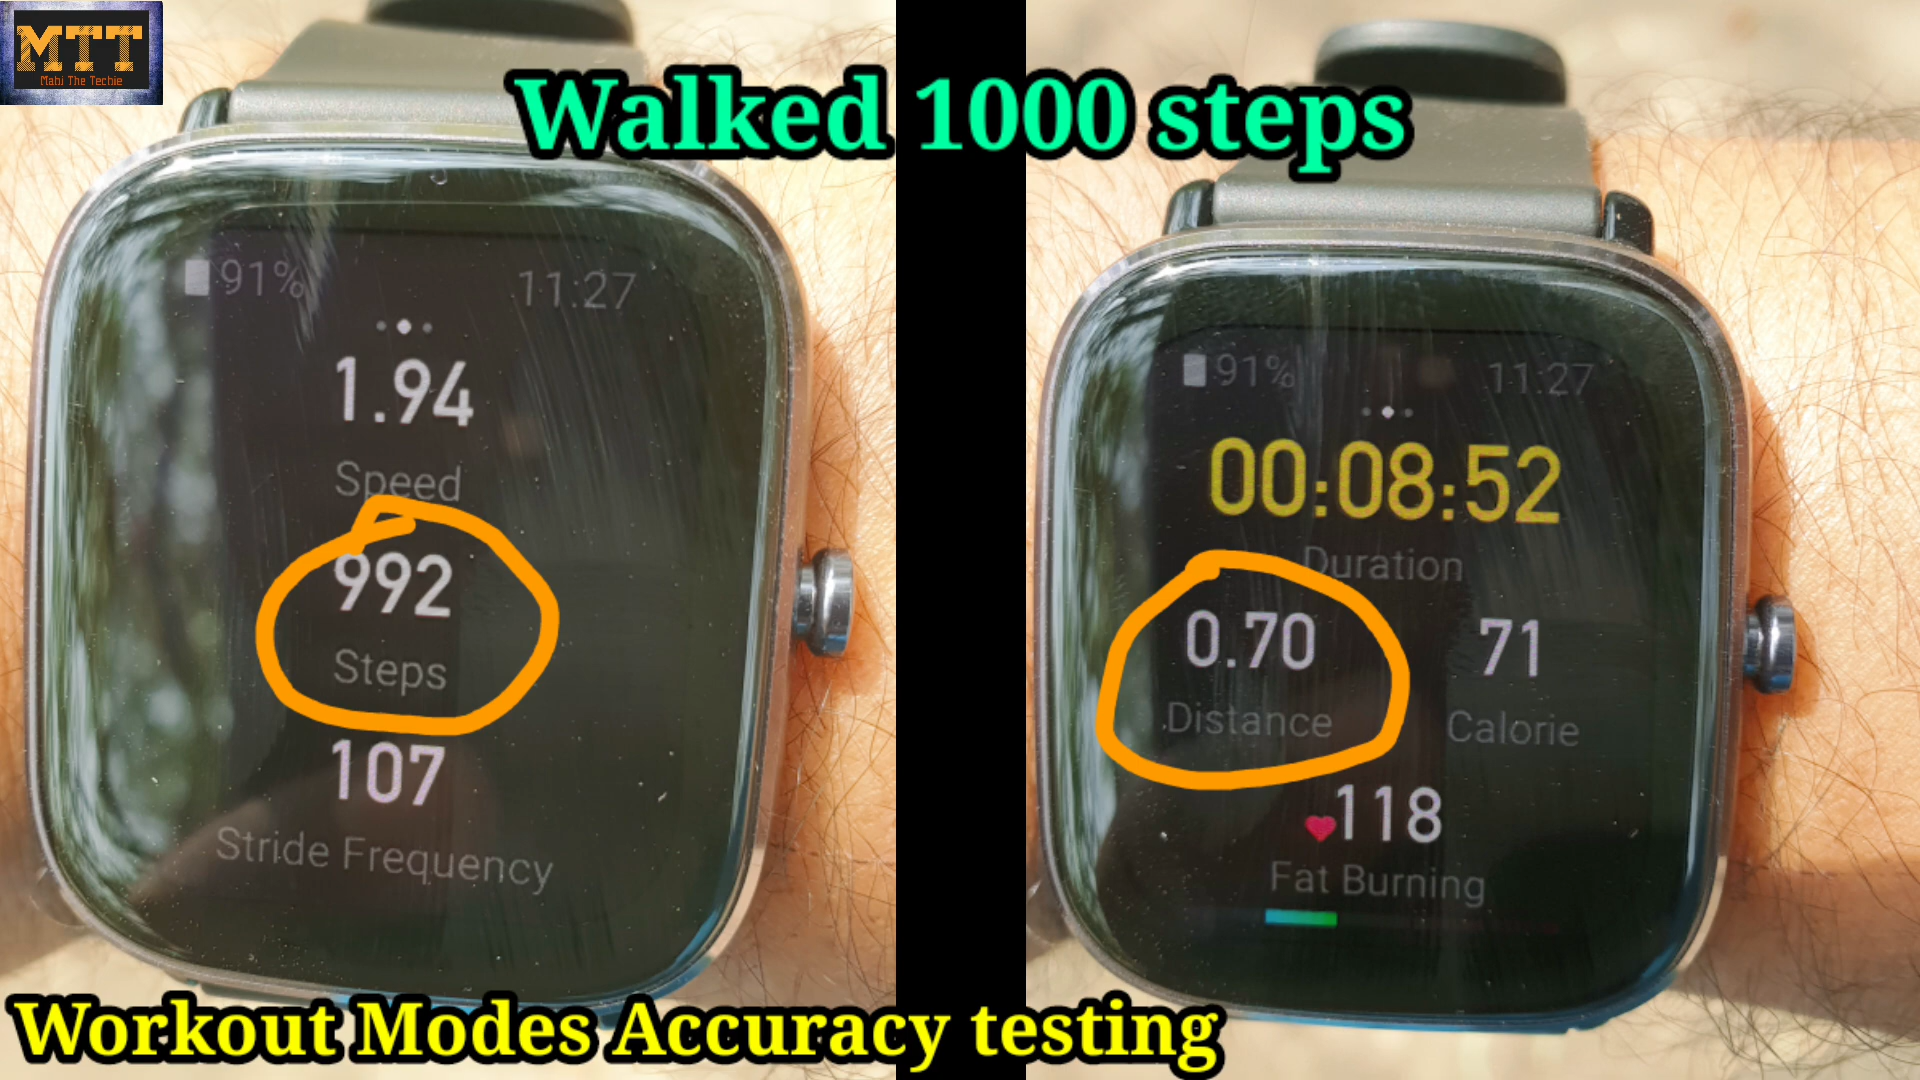 MTT
Mabi The Techie
Walked 1000 steps
91% 11:27
1.94
Speed
992
Steps
107
Stride Frequency
91% 11:27
00:08:52
Duration
0.70 71
Distance Calorie
118
Fat Burning
Workout Modes Accuracy testing